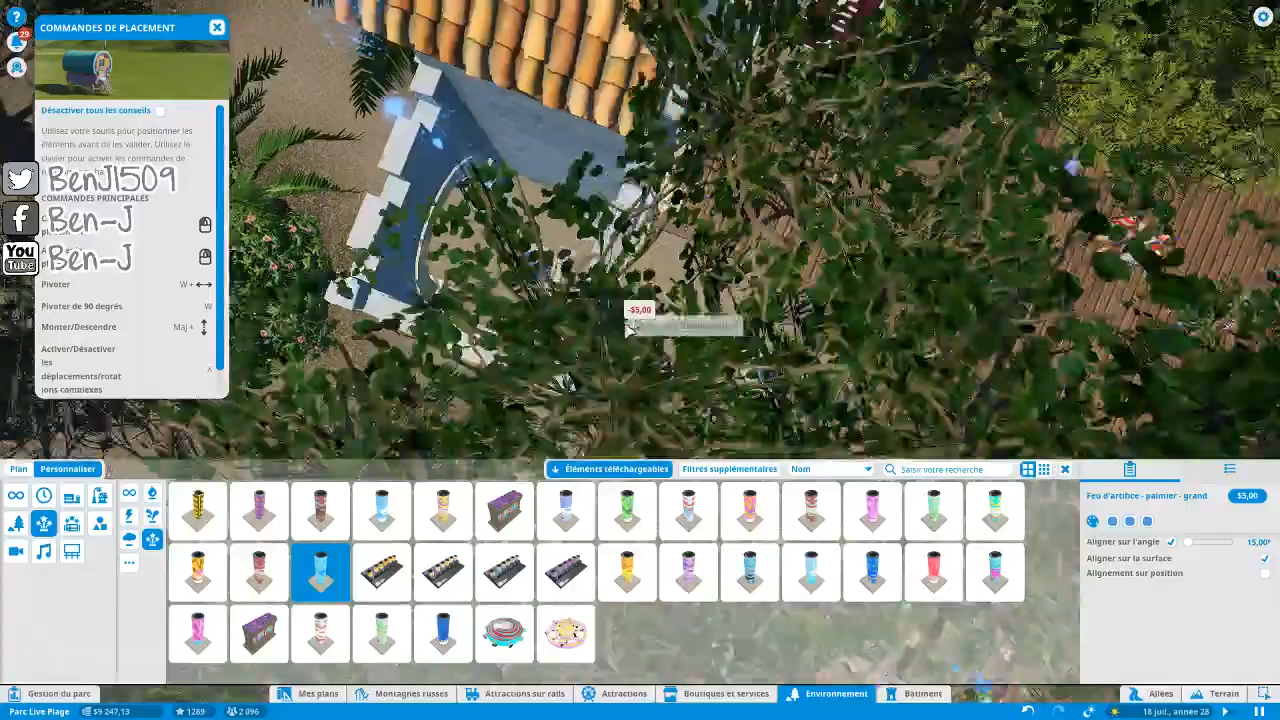 ?
29
COMMANDES DE PLACEMENT
Désactiver tous les conseils
Utilisez votre souris pour positionner les
éléments avant de les valider. Utilisez le
clavier pour activer les commandes de
BenJ1509
COMMANDES PRINCIPALES
Ben-J
You
Tube
Ben-J
Pivoter
W +
Pivoter de 90 degrés
W
Monter/Descendre
Maj +
Activer/Désactiver
les
déplacements/rotat
ions complexes
X
-$5,00
Plan
Personnaliser
Éléments téléchargeables
Filtres supplémentaires
Nom
Saisir votre recherche
Feu d'artifice - palmier - grand
$5,00
Aligner sur l'angle
15,00°
Aligner sur la surface
Alignement sur position
Gestion du parc
Mes plans
Montagnes russes
Attractions sur rails
Attractions
Boutiques et services
Environnement
Bâtiment
Allées
Terrain
Parc Live Plage
$9 247,13
1289
2 096
18 juil., année 28